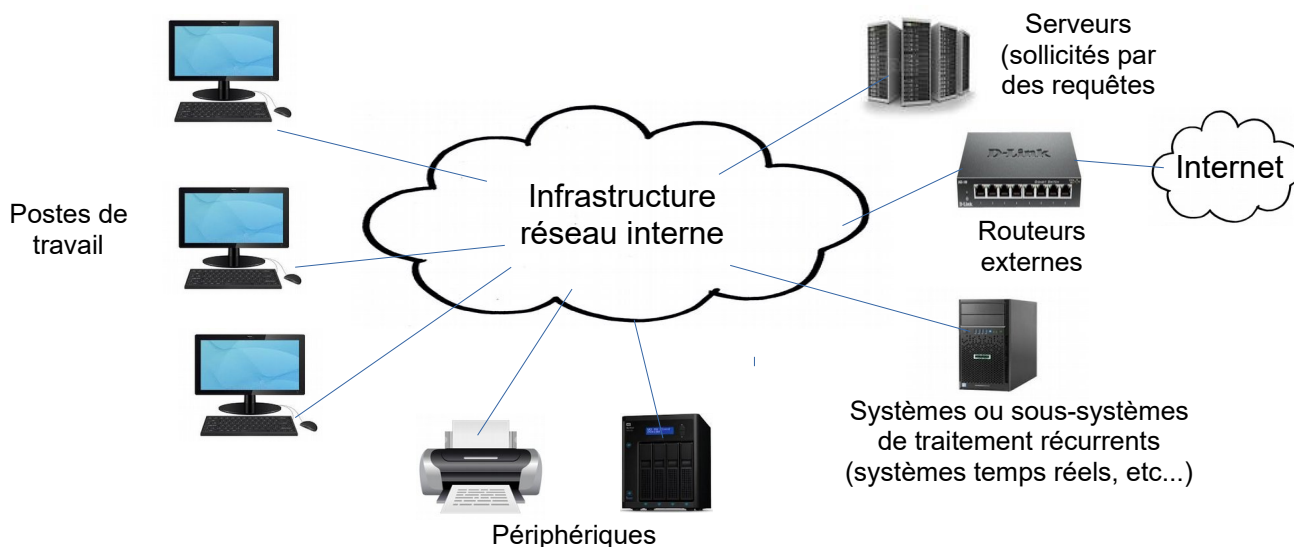 Serveurs
(sollicités par
des requêtes
D-Link
Internet
Infrastructure
réseau interne
Postes de
travail
Routeurs
externes
Systèmes ou sous-systèmes
de traitement récurrents
(systèmes temps réels, etc...)
Périphériques